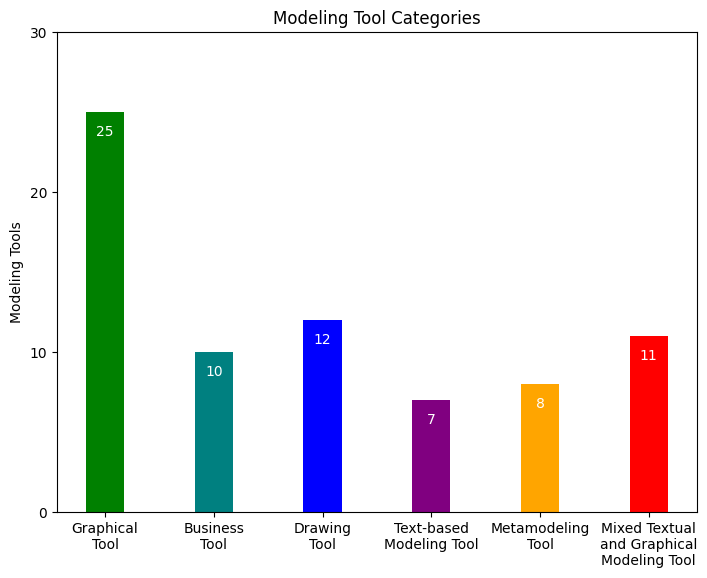 Modeling Tool Categories
30
20
10
0
Modeling Tools
25
10
12
7
8
11
Graphical
Tool
Business
Tool
Drawing
Tool
Text-based
Modeling Tool
Metamodeling
Tool
Mixed Textual
and Graphical
Modeling Tool